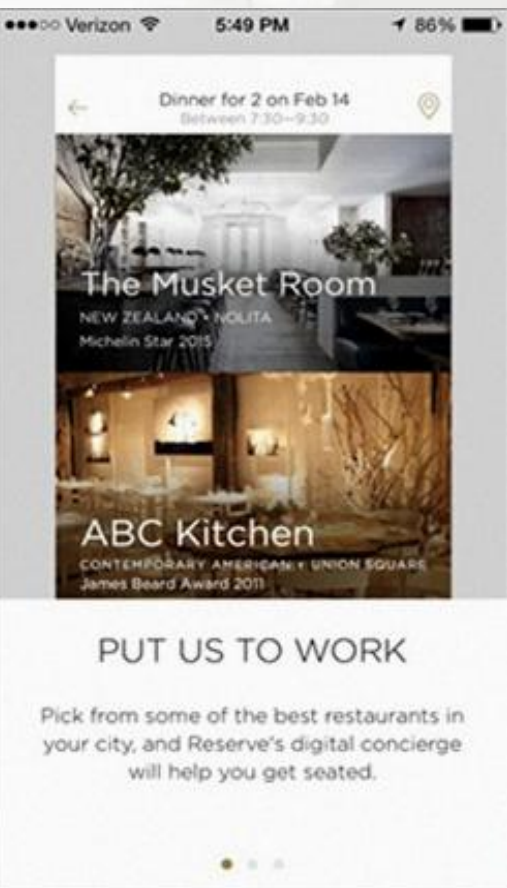 Verizon 5:49 PM 86%
Dinner for 2 on Feb 14
Between 7:30—9:30
The Musket Room
NEW ZEALAND • NOLITA
Michelin Star 2015
ABC Kitchen
CONTEMPORARY AMERICAN • UNION SQUARE
James Beard Award 2011
PUT US TO WORK
Pick from some of the best restaurants in
your city, and Reserve's digital concierge
will help you get seated.